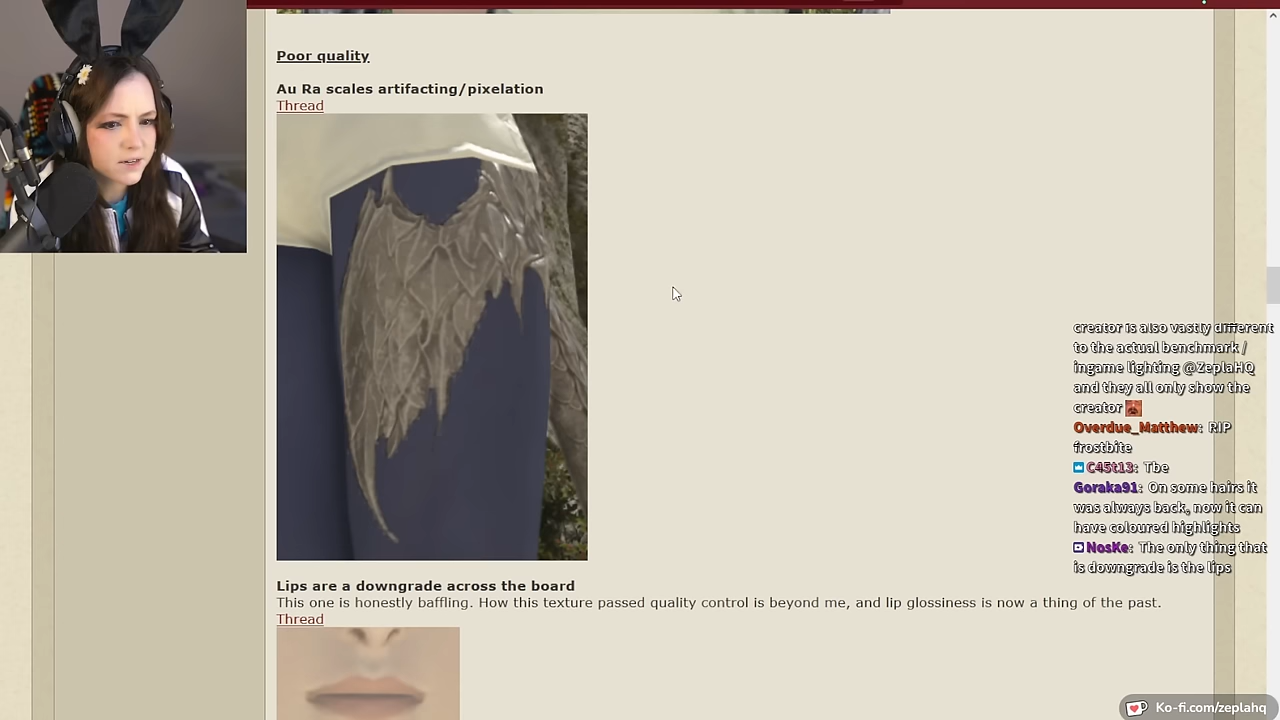 Poor quality
Au Ra scales artifacting/pixelation
Thread
Lips are a downgrade across the board
This one is honestly baffling. How this texture passed quality control is beyond me, and lip glossiness is now a thing of the past.
Thread
creator is also vastly different
to the actual benchmark /
ingame lighting @ZeplaHQ
and they all only show the
creator
Overdue_Matthew: RIP
frostbite
C45t13: Tbe
Goraka91: On some hairs it
was always back, now it can
have coloured highlights
NosKe: The only thing that
is downgrade is the lips
Ko-fi.com/zeplahq